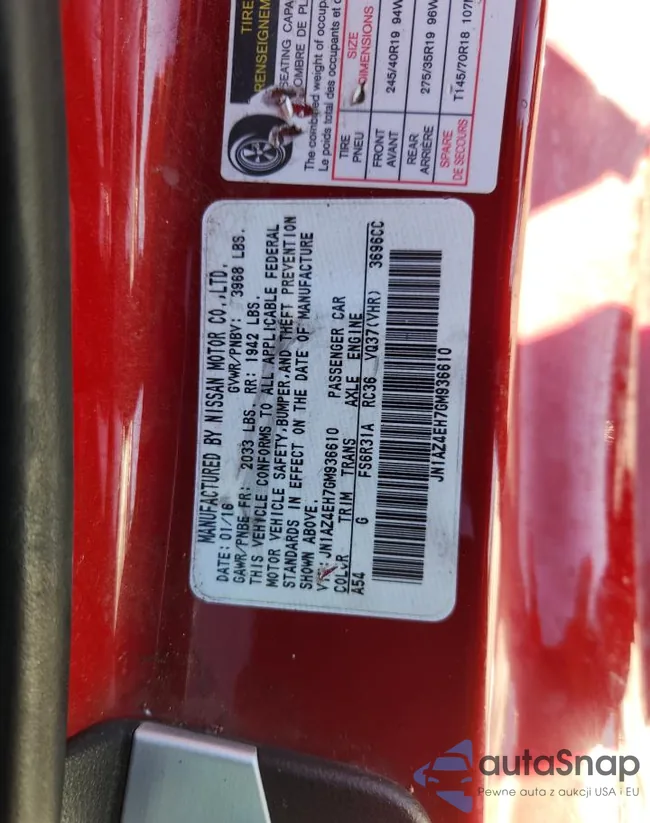 TIRE
RENSEIGNEMEN
SEATING CAPA
OMBRE DE PL
The combined weight of occup
Le poids total des occupants et d
TIRE SIZE
PNEU DIMENSIONS
FRONT 245/40R19 94W
AVANT
REAR 275/35R19 96W
ARRIÈRE
SPARE T145/70R18 107
DE SECOURS
MANUFACTURED BY NISSAN MOTOR CO.,LTD.
DATE: 01/16 GVWR/PNBV: 3968 LBS.
GAWR/PNBE FR: 2033 LBS. RR: 1942 LBS.
THIS VEHICLE CONFORMS TO ALL APPLICABLE FEDERAL
MOTOR VEHICLE SAFETY, BUMPER, AND THEFT PREVENTION
STANDARDS IN EFFECT ON THE DATE OF MANUFACTURE
SHOWN ABOVE.
VIN: JN1AZ4EH7GM936610 PASSENGER CAR
COLOR TRIM TRANS AXLE ENGINE
A54 G FS6R31A RC36 VQ37(VHR) 3696CC
JN1AZ4EH7GM936610
autaSnap
Pewne auta z aukcji USA i EU